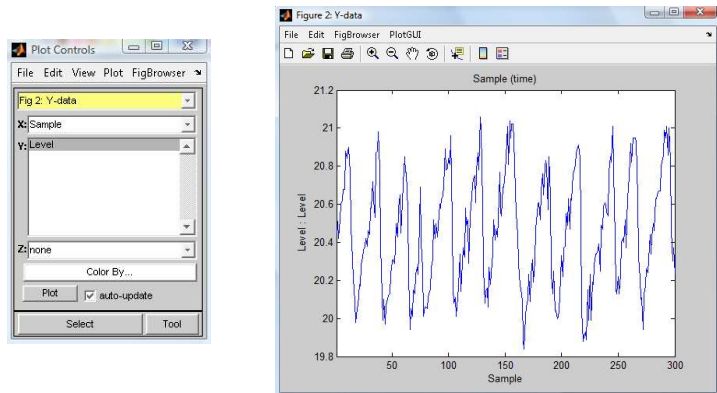 Plot Controls
File Edit View Plot FigBrowser
Fig 2: Y-data
X: Sample
Y: Level
Z: none
Color By...
Plot auto-update
Select Tool
Figure 2: Y-data
File Edit FigBrowser PlotGUI
Sample (time)
21.2
21
20.8
20.6
20.4
20.2
20
19.8
Level : Level
50 100 150 200 250 300
Sample